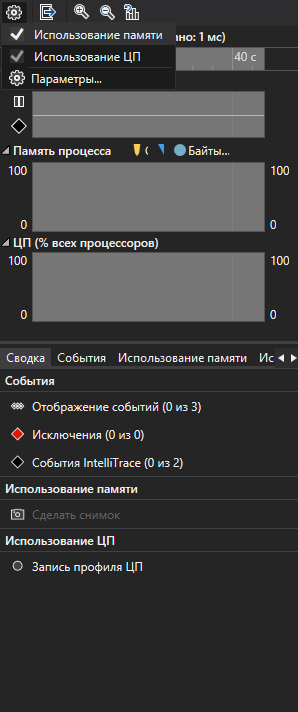 Использование памяти
ано: 1 мс)
Использование ЦП
40 с
Параметры...
Память процесса
Байты...
100 100
0 0
ЦП (% всех процессоров)
100 100
0 0
Сводка События Использование памяти Ис
События
Отображение событий (0 из 3)
Исключения (0 из 0)
События IntelliTrace (0 из 2)
Использование памяти
Сделать снимок
Использование ЦП
Запись профиля ЦП